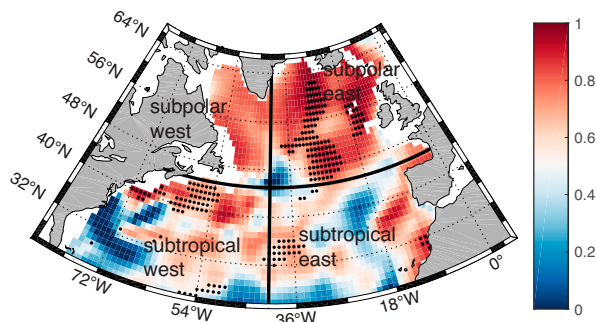 64°N
56°N
48°N
40°N
32°N
subpolar
west
subpolar
east
subtropical
west
subtropical
east
72°W
54°W
36°W
18°W
0°
1
0.8
0.6
0.4
0.2
0